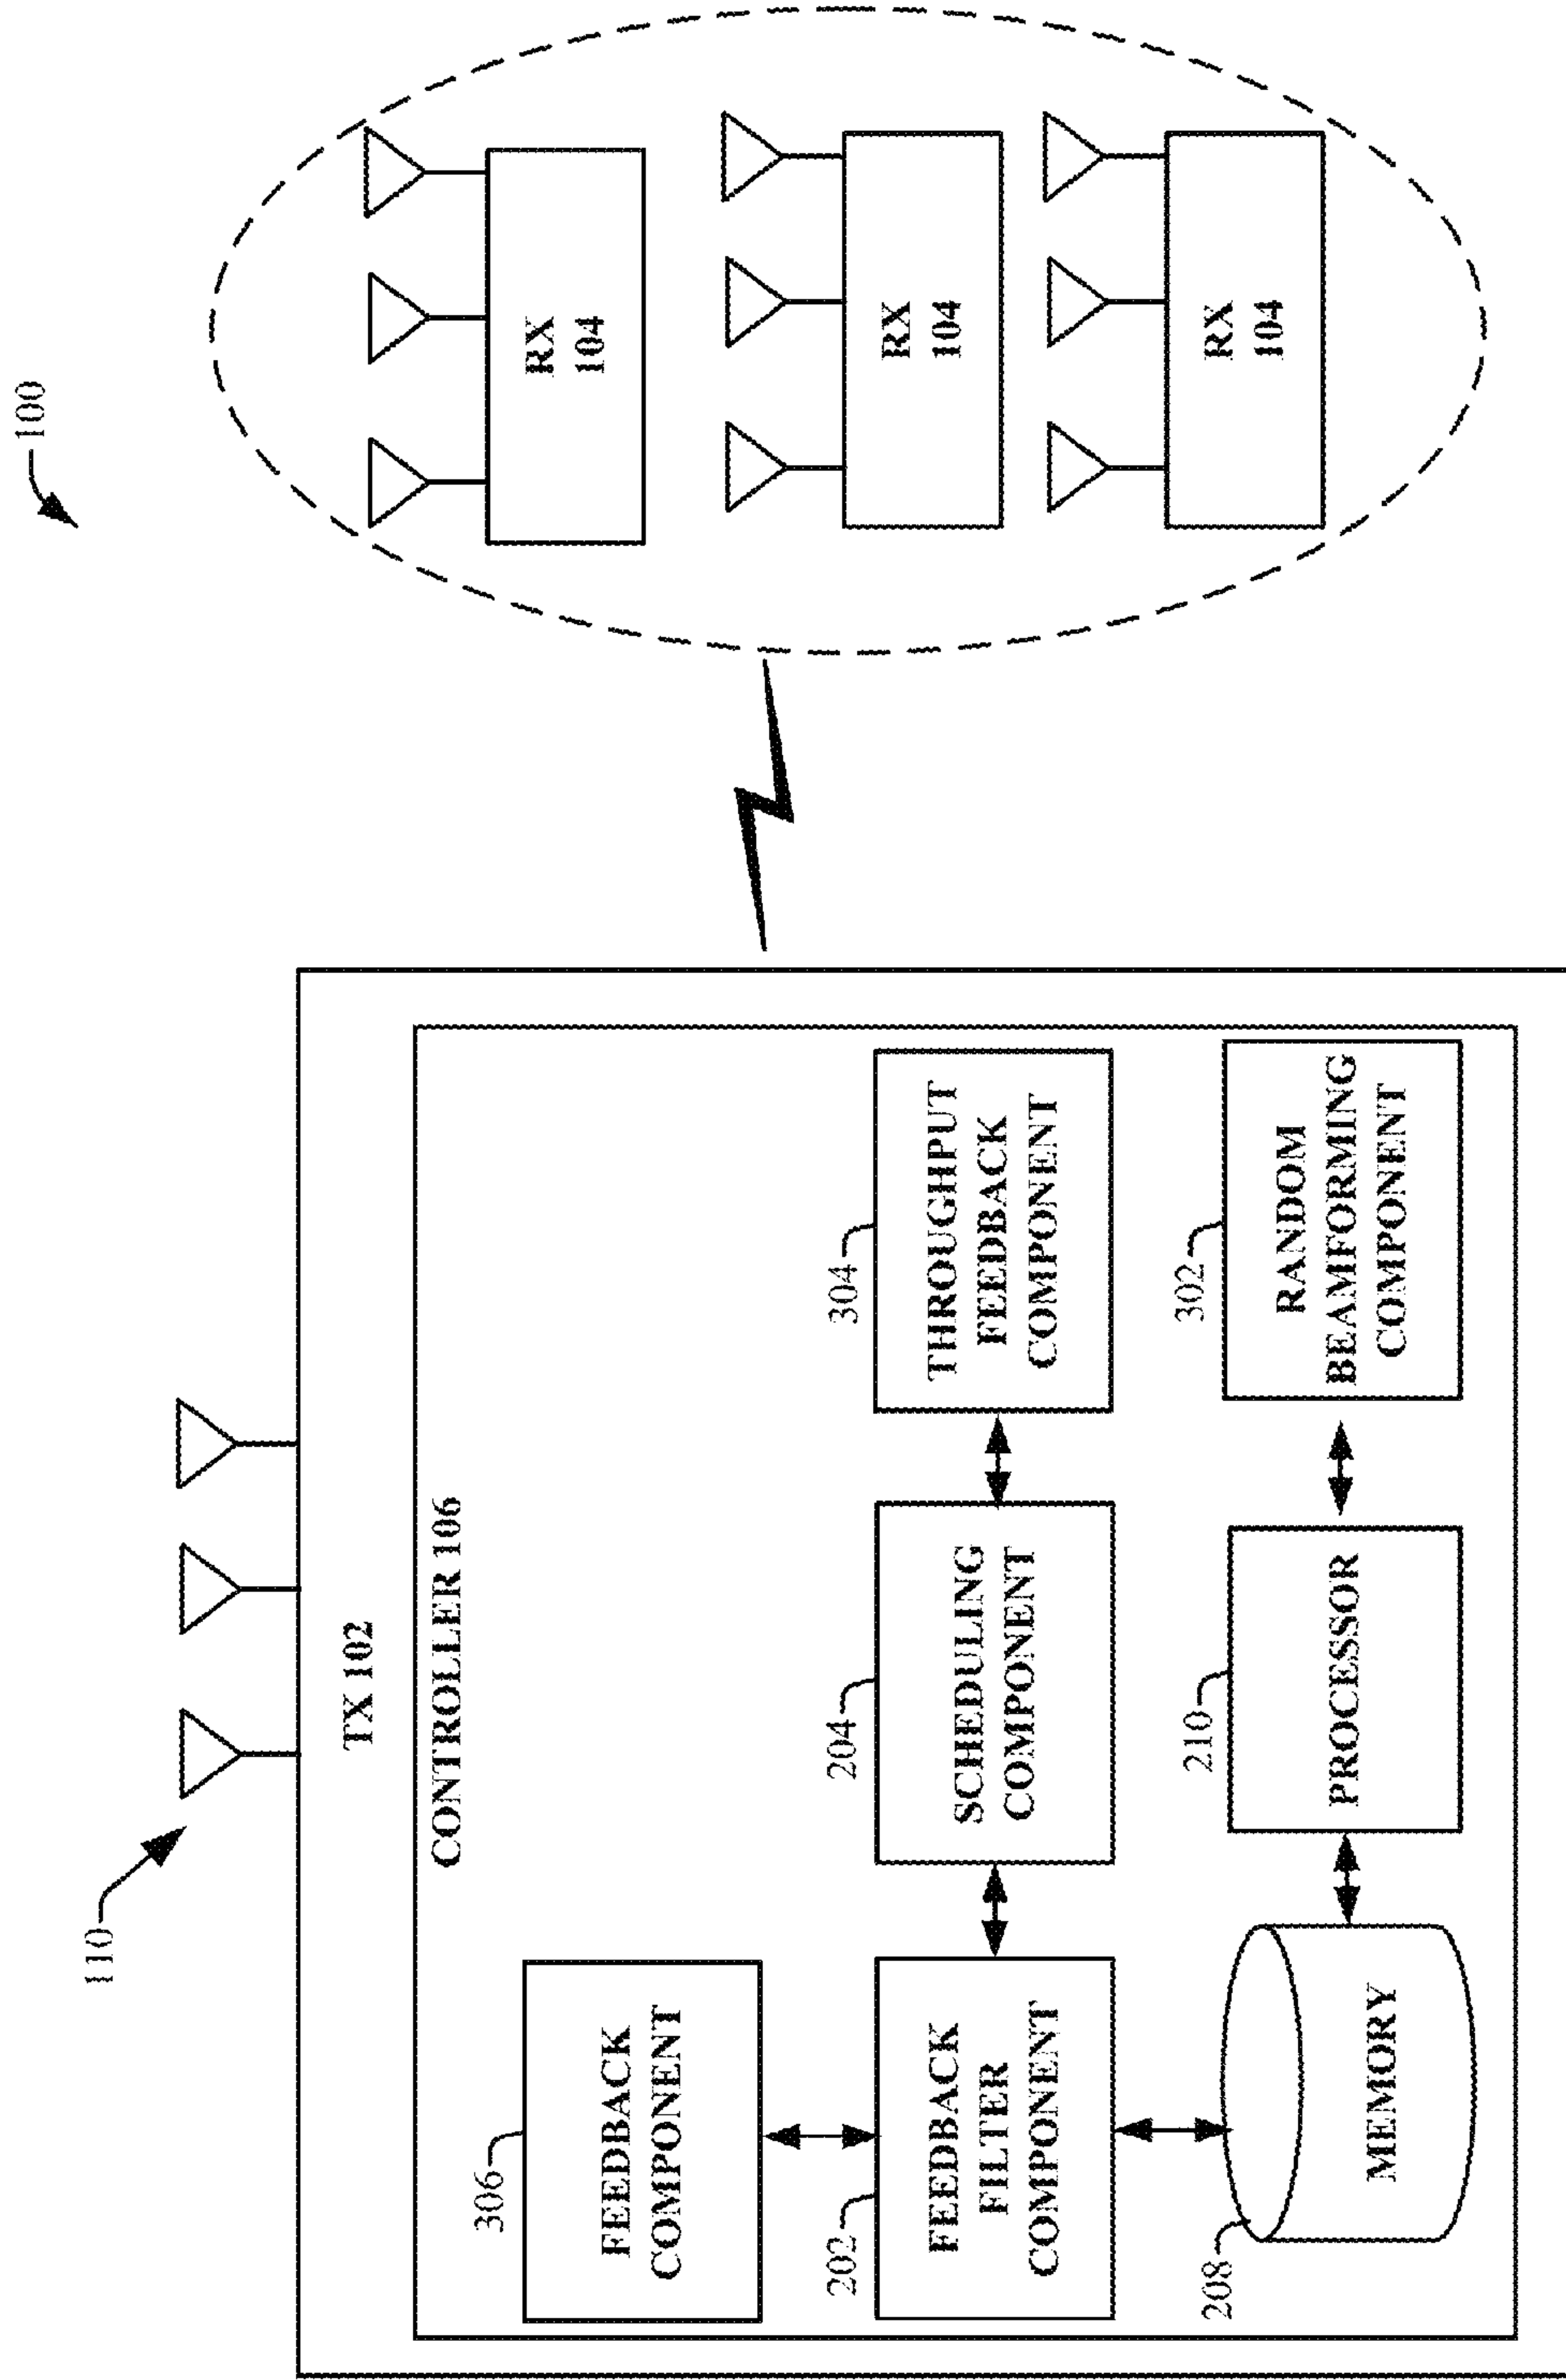 100
110
TX 102
CONTROLLER 106
306
FEEDBACK
COMPONENT
202
FEEDBACK
FILTER
COMPONENT
204
SCHEDULING
COMPONENT
304
THROUGHPUT
FEEDBACK
COMPONENT
208
MEMORY
210
PROCESSOR
302
RANDOM
BEAMFORMING
COMPONENT
RX
104
RX
104
RX
104